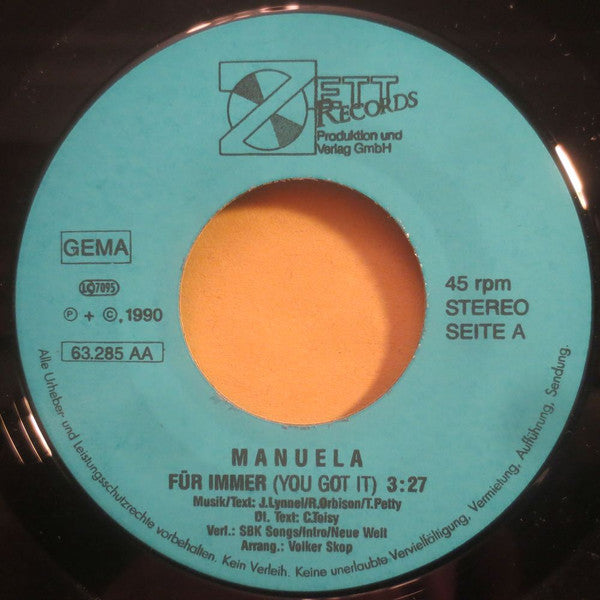 ZETT
RECORDS
Produktion und
Verlag GmbH
GEMA
LC 7095
℗ + ©, 1990
63.285 AA
45 rpm
STEREO
SEITE A
MANUELA
FÜR IMMER (YOU GOT IT) 3:27
Musik/Text: J.Lynnel/R.Orbison/T.Petty
Dt. Text: C.Toisy
Verl.: SBK Songs/Intro/Neue Welt
Arrang.: Volker Skop
Alle Urheber und Leistungsschutzrechte vorbehalten. Kein Verleih. Keine unerlaubte Vervielfältigung, Vermietung, Aufführung, Sendung.